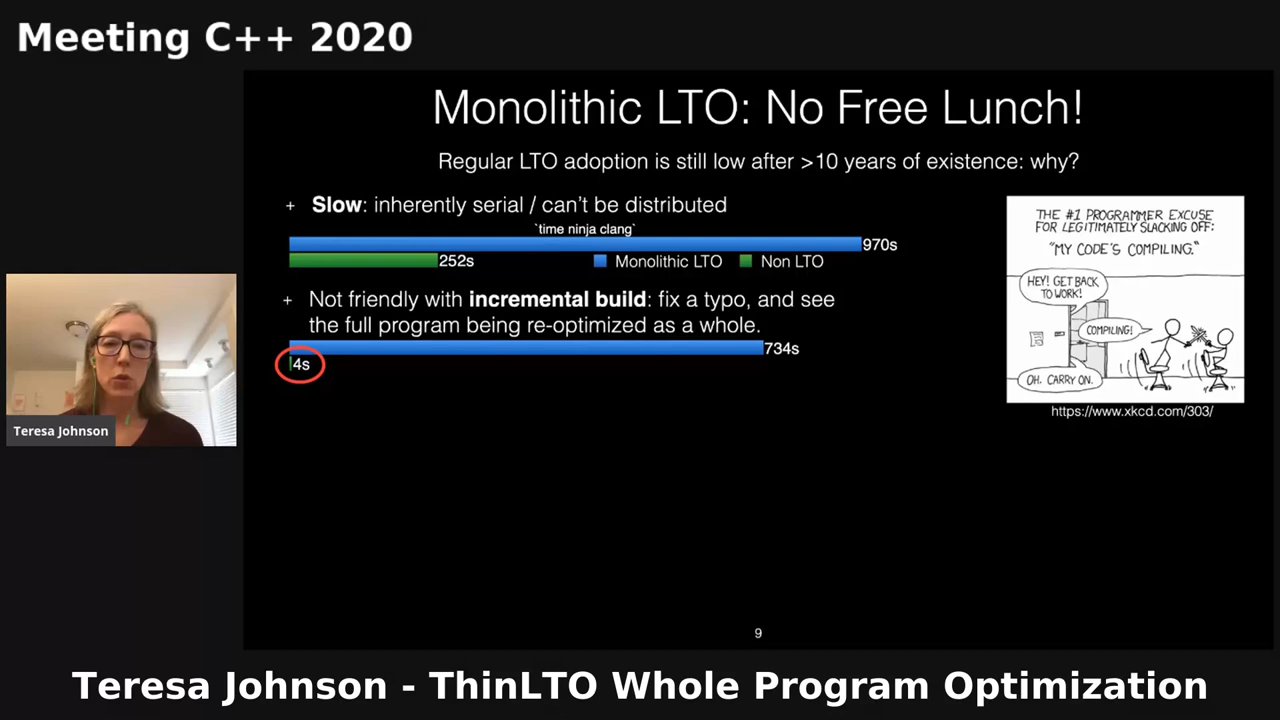 Meeting C++ 2020
Monolithic LTO: No Free Lunch!
Regular LTO adoption is still low after >10 years of existence: why?
+ Slow: inherently serial / can't be distributed
`time ninja clang`
970s
252s
Monolithic LTO
Non LTO
+ Not friendly with incremental build: fix a typo, and see
the full program being re-optimized as a whole.
734s
4s
THE #1 PROGRAMMER EXCUSE
FOR LEGITIMATELY SLACKING OFF:
"MY CODE'S COMPILING."
HEY! GET BACK
TO WORK!
COMPILING!
OH. CARRY ON.
https://www.xkcd.com/303/
Teresa Johnson
9
Teresa Johnson - ThinLTO Whole Program Optimization